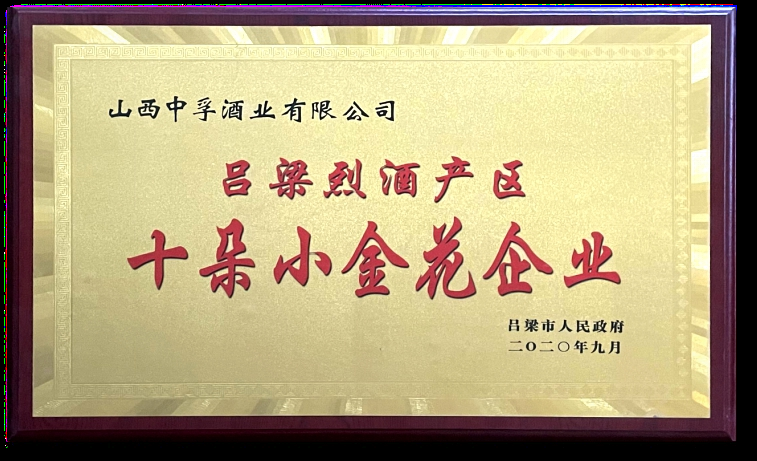 山西中孚酒业有限公司
吕梁烈酒产区
十朵小金花企业
吕梁市人民政府
二〇二〇年九月